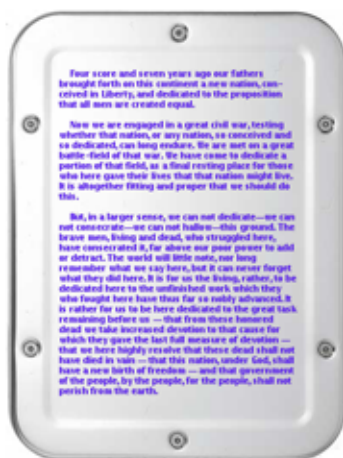 Four score and seven years ago our fathers
brought forth on this continent a new nation, con-
ceived in Liberty, and dedicated to the proposition
that all men are created equal.
Now we are engaged in a great civil war, testing
whether that nation, or any nation, so conceived and
so dedicated, can long endure. We are met on a great
battle-field of that war. We have come to dedicate a
portion of that field, as a final resting place for those
who here gave their lives that that nation might live.
It is altogether fitting and proper that we should do
this.
But, in a larger sense, we can not dedicate—we can
not consecrate—we can not hallow—this ground. The
brave men, living and dead, who struggled here,
have consecrated it, far above our poor power to add
or detract. The world will little note, nor long
remember what we say here, but it can never forget
what they did here. It is for us the living, rather, to be
dedicated here to the unfinished work which they
who fought here have thus far so nobly advanced. It
is rather for us to be here dedicated to the great task
remaining before us — that from these honored
dead we take increased devotion to that cause for
which they gave the last full measure of devotion —
that we here highly resolve that these dead shall not
have died in vain — that this nation, under God, shall
have a new birth of freedom — and that government
of the people, by the people, for the people, shall not
perish from the earth.